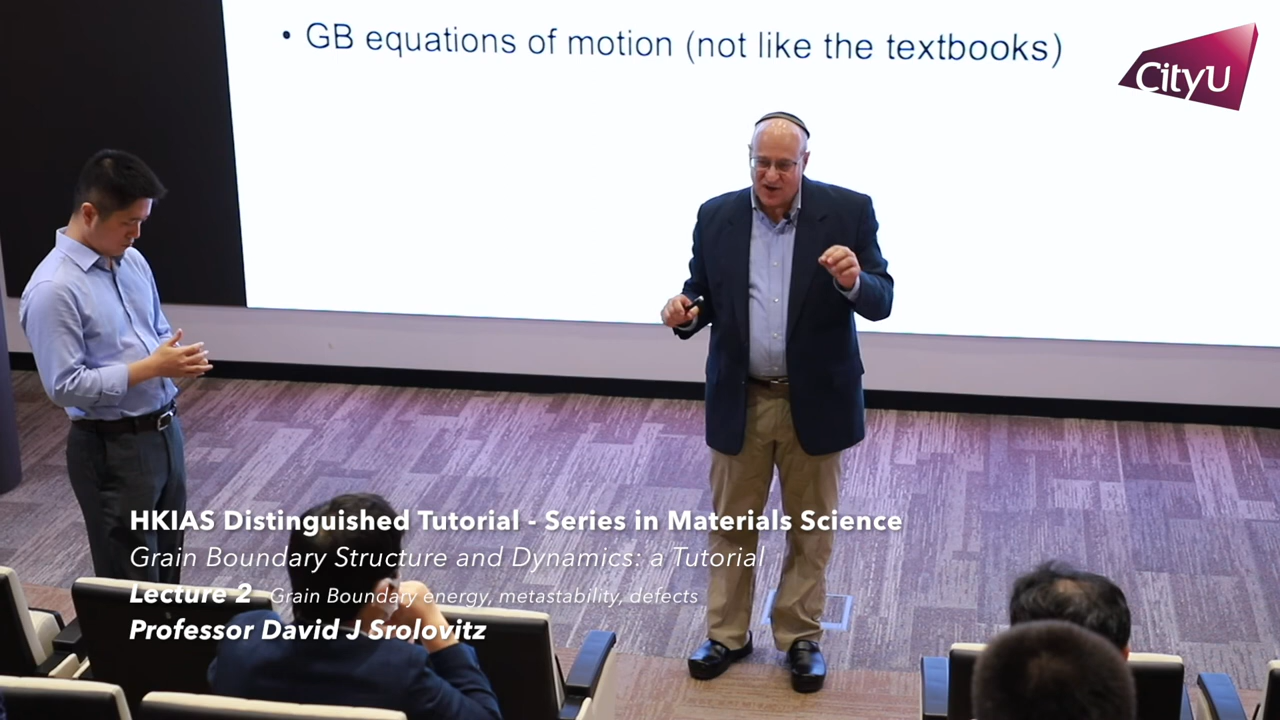 • GB equations of motion (not like the textbooks)
CityU
HKIAS Distinguished Tutorial - Series in Materials Science
Grain Boundary Structure and Dynamics: a Tutorial
Lecture 2 Grain Boundary energy, metastability, defects
Professor David J Srolovitz